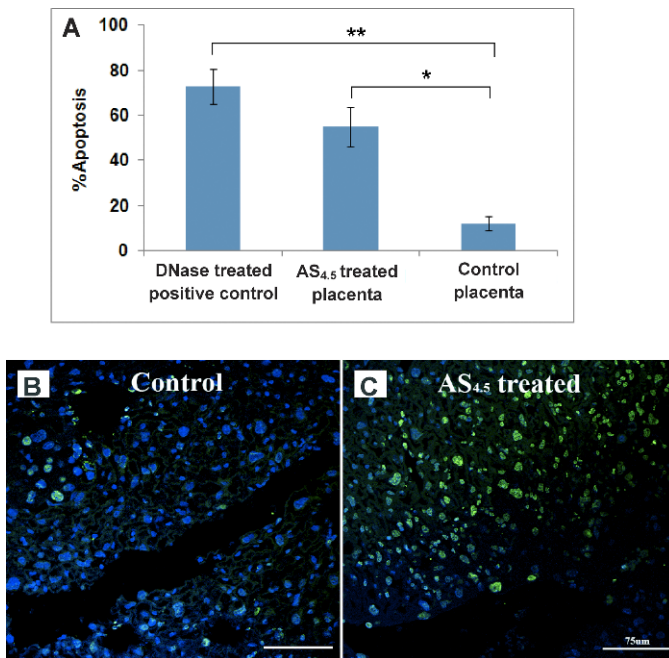 A
100
**
80
*
60
40
20
0
%Apoptosis
DNase treated
positive control
AS4.5 treated
placenta
Control
placenta
B
Control
C
AS4.5 treated
75um